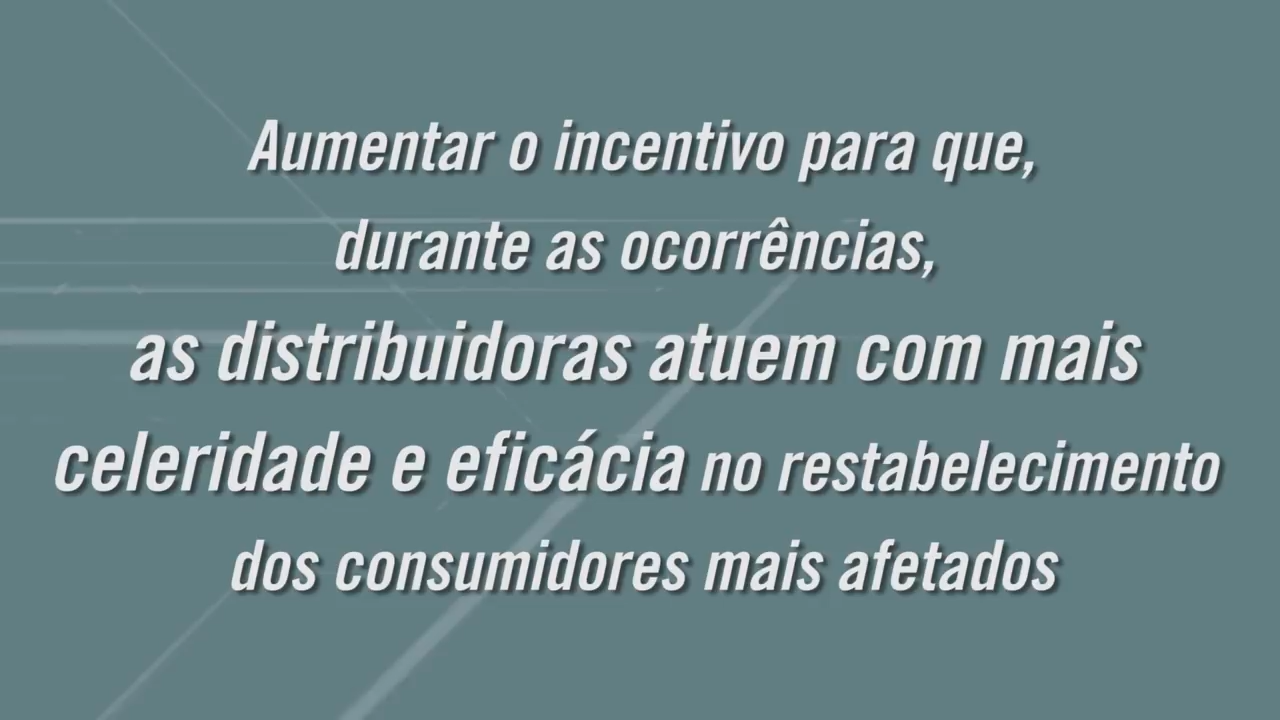 Aumentar o incentivo para que,
durante as ocorrências,
as distribuidoras atuem com mais
celeridade e eficácia no restabelecimento
dos consumidores mais afetados